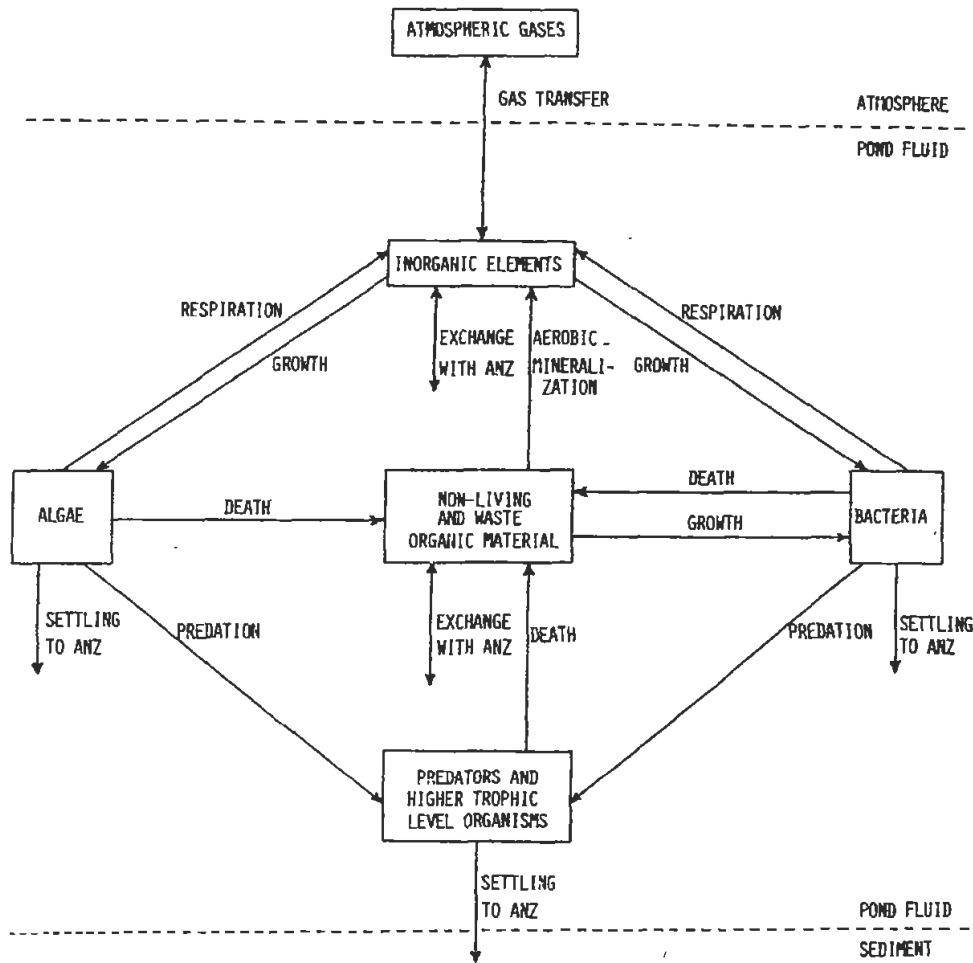 ATMOSPHERIC GASES
GAS TRANSFER
ATMOSPHERE
POND FLUID
INORGANIC ELEMENTS
RESPIRATION
GROWTH
EXCHANGE
WITH ANZ
AEROBIC
MINERALI-
ZATION
GROWTH
RESPIRATION
ALGAE
DEATH
NON-LIVING
AND WASTE
ORGANIC MATERIAL
DEATH
GROWTH
BACTERIA
SETTLING
TO ANZ
PREDATION
EXCHANGE
WITH ANZ
DEATH
PREDATION
SETTLING
TO ANZ
PREDATORS AND
HIGHER TROPHIC
LEVEL ORGANISMS
SETTLING
TO ANZ
POND FLUID
SEDIMENT